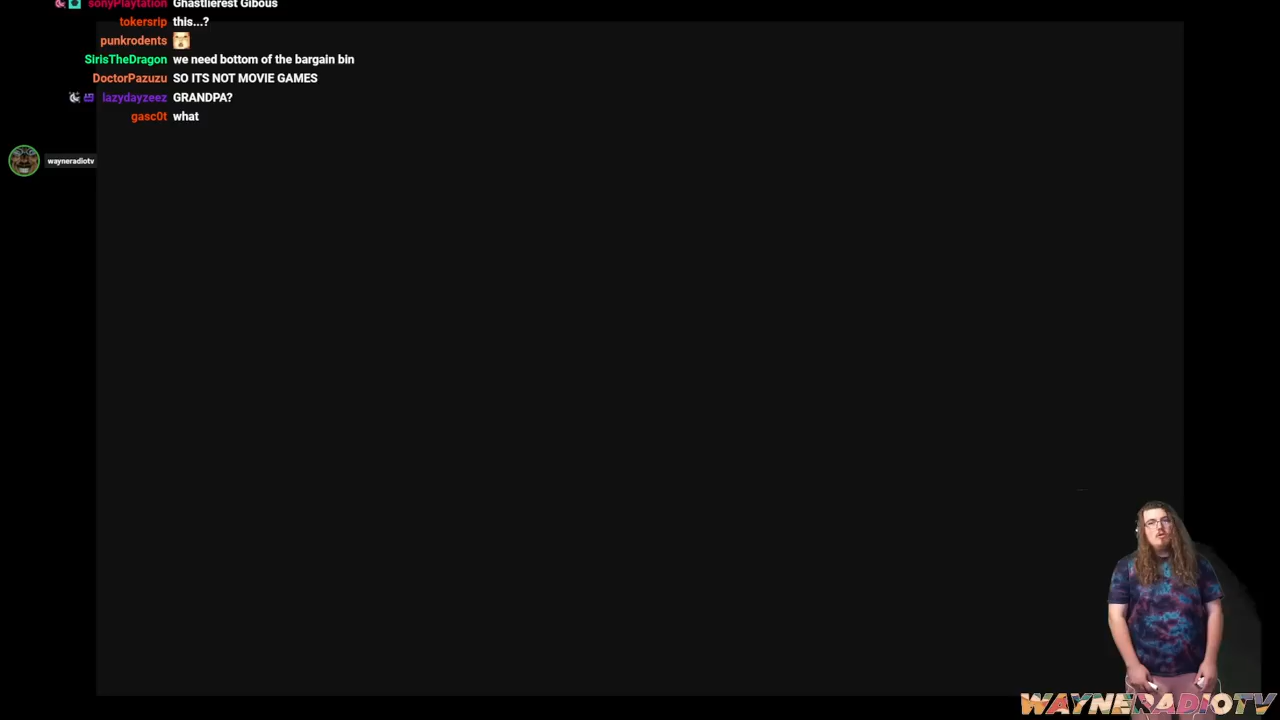 sonyPlaytation Ghastlierest Gibous
tokersrip this...?
punkrodents
SirisTheDragon we need bottom of the bargain bin
DoctorPazuzu SO ITS NOT MOVIE GAMES
lazydayzeez GRANDPA?
gasc0t what
wayneradiotv
WAYNERADIOTV